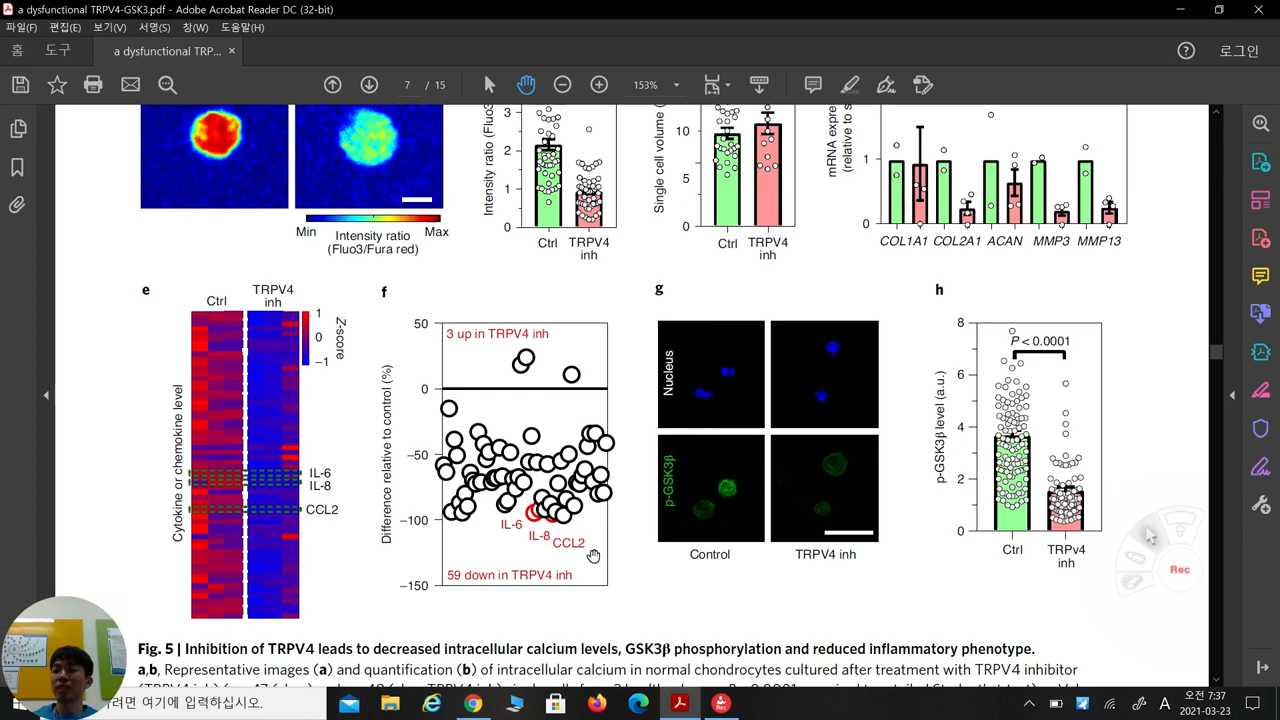 a dysfunctional TRPV4-GSK3.pdf - Adobe Acrobat Reader DC (32-bit)
파일(F) 편집(E) 보기(V) 서명(S) 창(W) 도움말(H)
홈 도구 a dysfunctional TRP... × 로그인
7 / 15 153%
Min Max
Intensity ratio
(Fluo3/Fura red)
Intensity ratio (Fluo3
3
2
1
0
Ctrl TRPV4
inh
Single cell volume (
10
5
0
Ctrl TRPV4
inh
mRNA expre
(relative to s
1
0
COL1A1 COL2A1 ACAN MMP3 MMP13
e
Ctrl TRPV4
inh
Cytokine or chemokine level
1
0
−1
Z-score
IL-6
IL-8
CCL2
f
Difference relative to control (%)
50
0
−50
−100
−150
3 up in TRPV4 inh
IL-6
IL-8
CCL2
59 down in TRPV4 inh
g
Nucleus
p-GSK3β
Control TRPV4 inh
h
p-GSK3β level (a.u.)
8
6
4
2
0
P < 0.0001
Ctrl TRPv4
inh
Rec
Fig. 5 | Inhibition of TRPV4 leads to decreased intracellular calcium levels, GSK3β phosphorylation and reduced inflammatory phenotype.
a,b, Representative images (a) and quantification (b) of intracellular calcium in normal chondrocytes cultured after treatment with TRPV4 inhibitor
려면 여기에 입력하십시오.
Rec
A
오전 7:37
2021-03-23